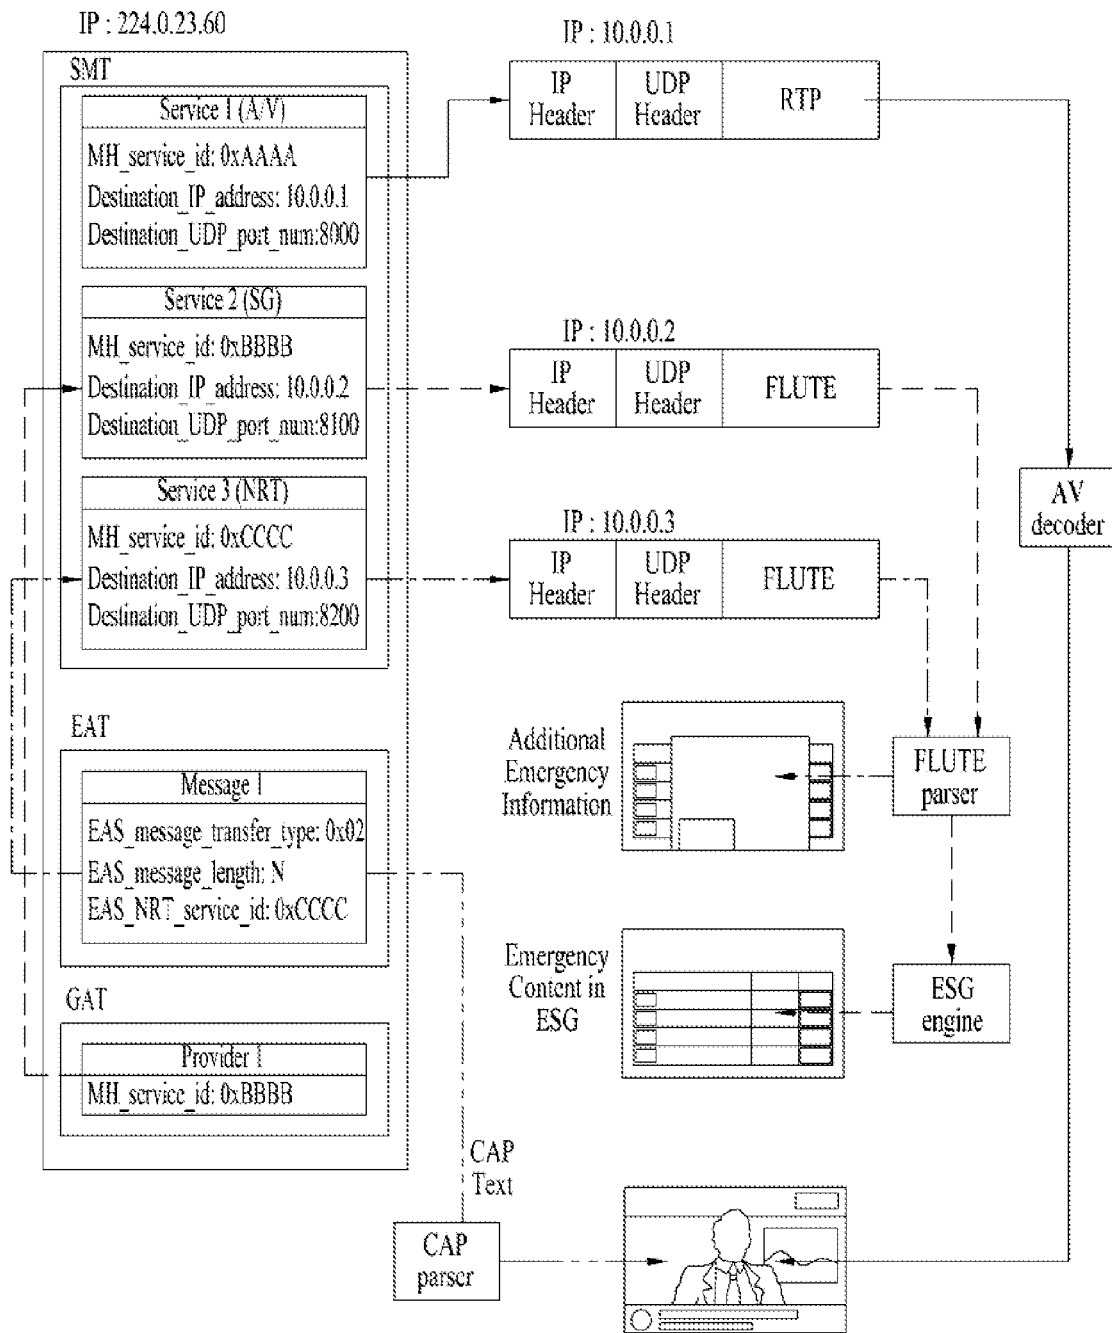 IP : 224.0.23.60
SMT
Service 1 (A/V)
MH_service_id: 0xAAAA
Destination_IP_address: 10.0.0.1
Destination_UDP_port_num:8000
Service 2 (SG)
MH_service_id: 0xBBBB
Destination_IP_address: 10.0.0.2
Destination_UDP_port_num:8100
Service 3 (NRT)
MH_service_id: 0xCCCC
Destination_IP_address: 10.0.0.3
Destination_UDP_port_num:8200
EAT
Message 1
EAS_message_transfer_type: 0x02
EAS_message_length: N
EAS_NRT_service_id: 0xCCCC
GAT
Provider 1
MH_service_id: 0xBBBB
IP : 10.0.0.1
IP
Header
UDP
Header
RTP
IP : 10.0.0.2
IP
Header
UDP
Header
FLUTE
IP : 10.0.0.3
IP
Header
UDP
Header
FLUTE
AV
decoder
Additional
Emergency
Information
FLUTE
parser
Emergency
Content in
ESG
ESG
engine
CAP
Text
CAP
parser